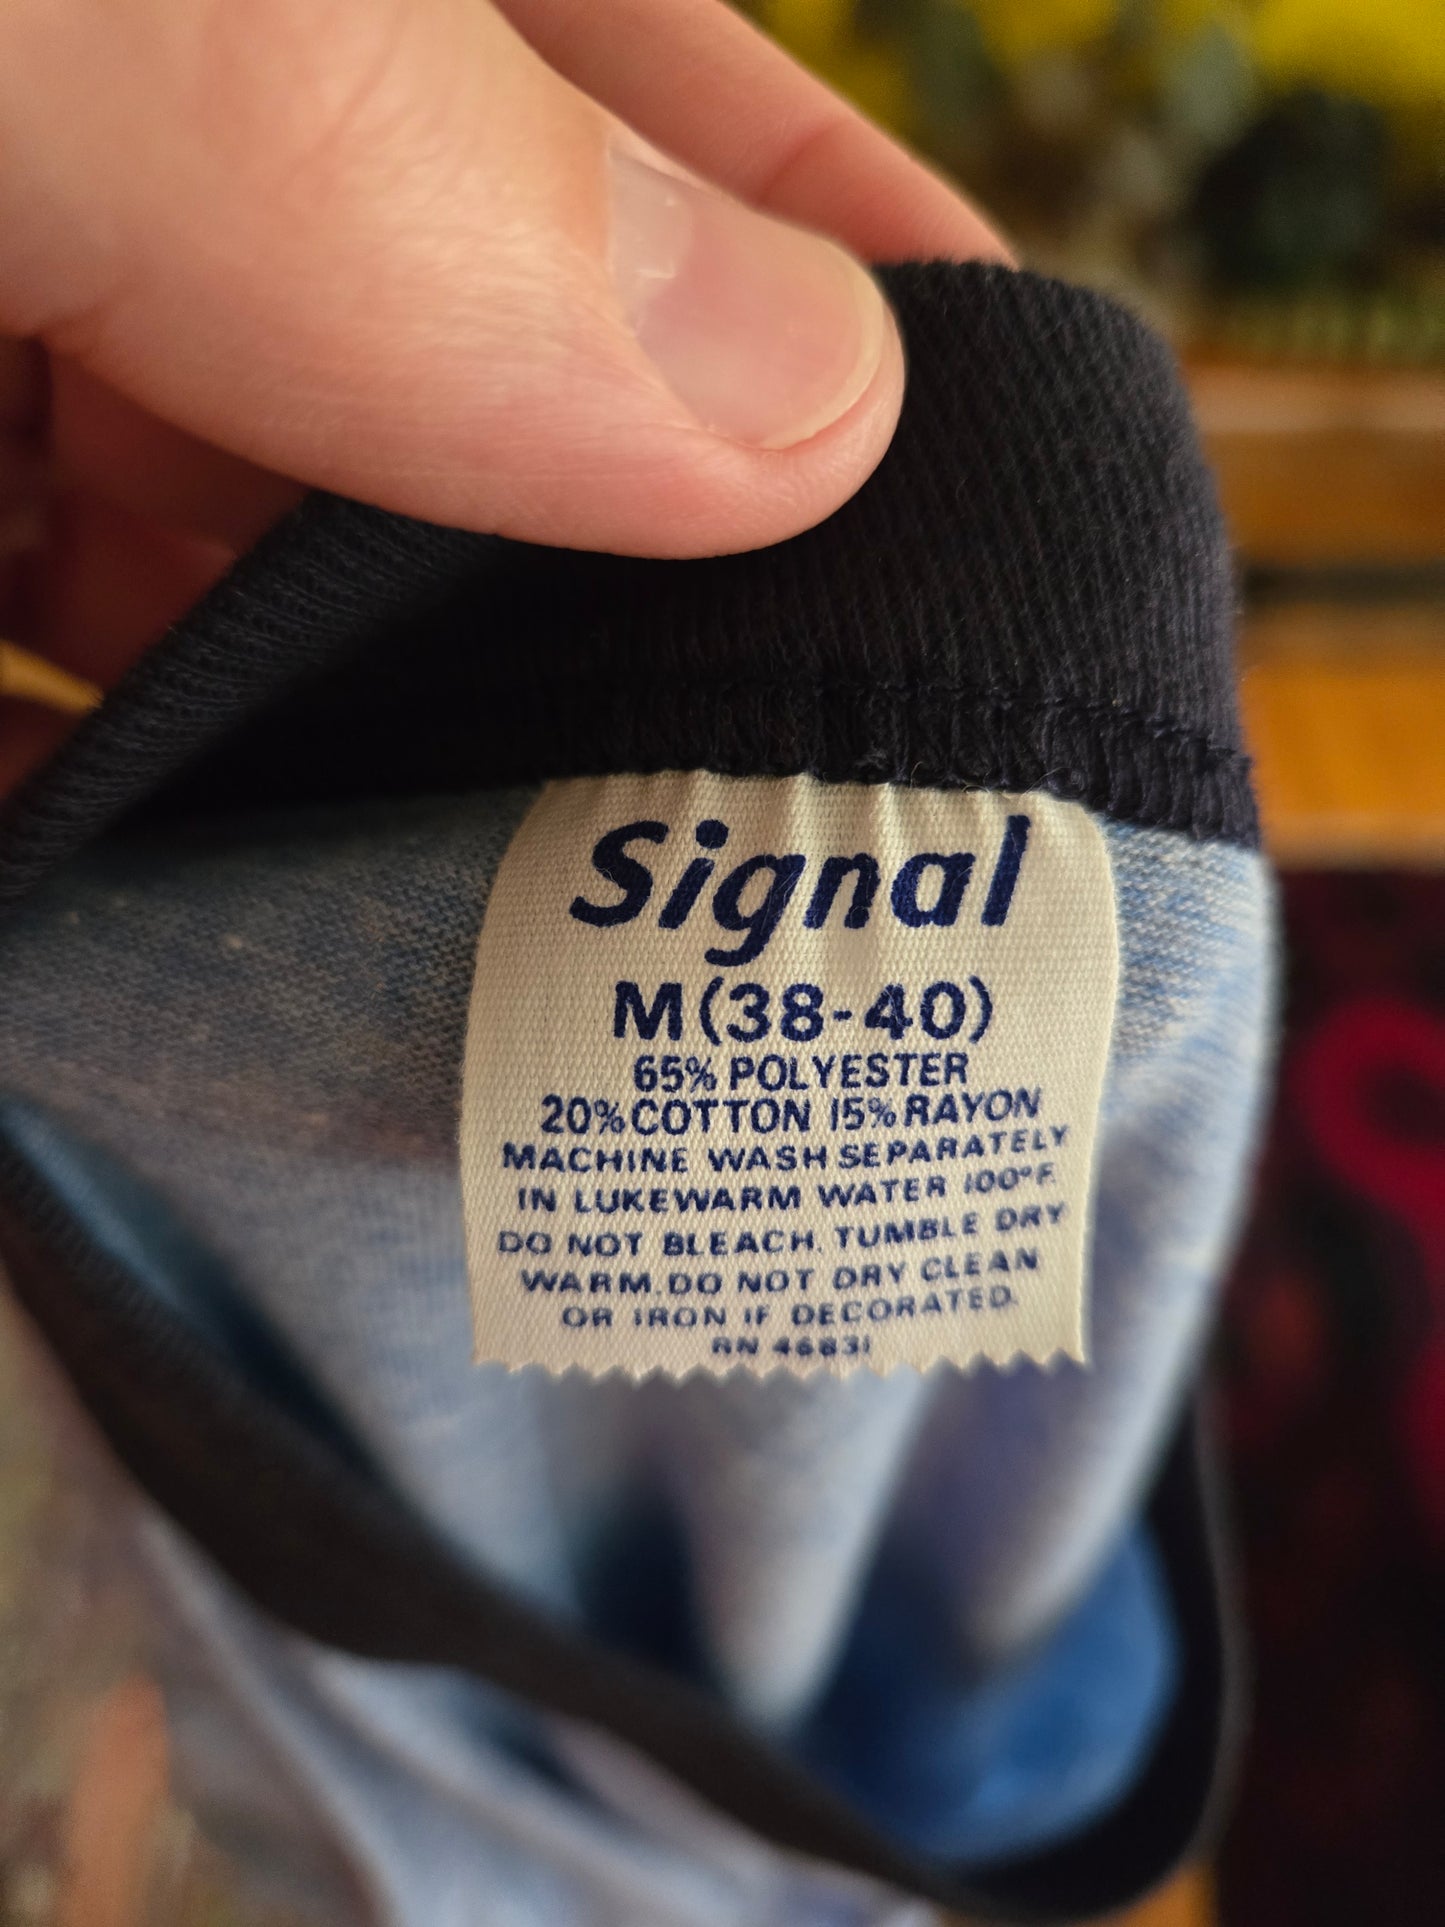 Signal
M (38-40)
65% POLYESTER
20% COTTON 15% RAYON
MACHINE WASH SEPARATELY
IN LUKEWARM WATER 100°F.
DO NOT BLEACH. TUMBLE DRY
WARM. DO NOT DRY CLEAN
OR IRON IF DECORATED.
RN 46831